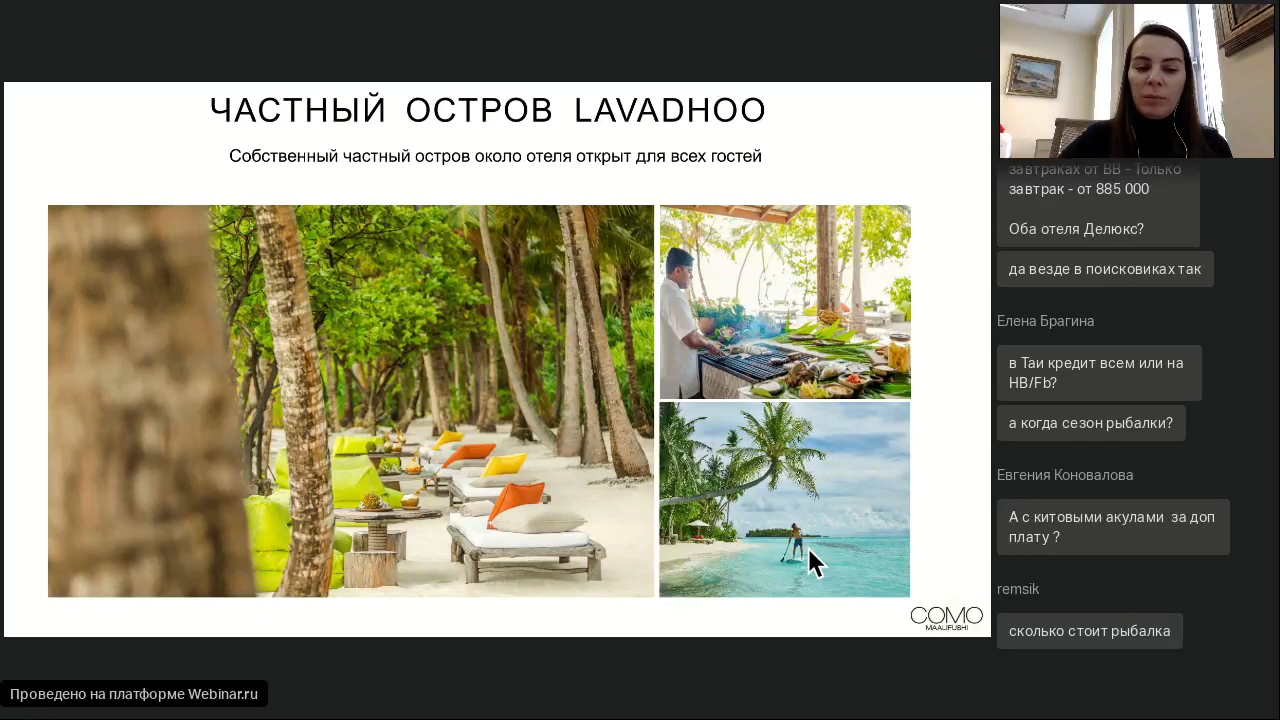 ЧАСТНЫЙ ОСТРОВ LAVADHOO
Собственный частный остров около отеля открыт для всех гостей
COMO
MAALIFUSHI
завтраках от BB - Только
завтрак - от 885 000
Оба отеля Делюкс?
да везде в поисковиках так
Елена Брагина
в Таи кредит всем или на
HB/Fb?
а когда сезон рыбалки?
Евгения Коновалова
А с китовыми акулами за доп
плату ?
remsik
сколько стоит рыбалка
Проведено на платформе Webinar.ru